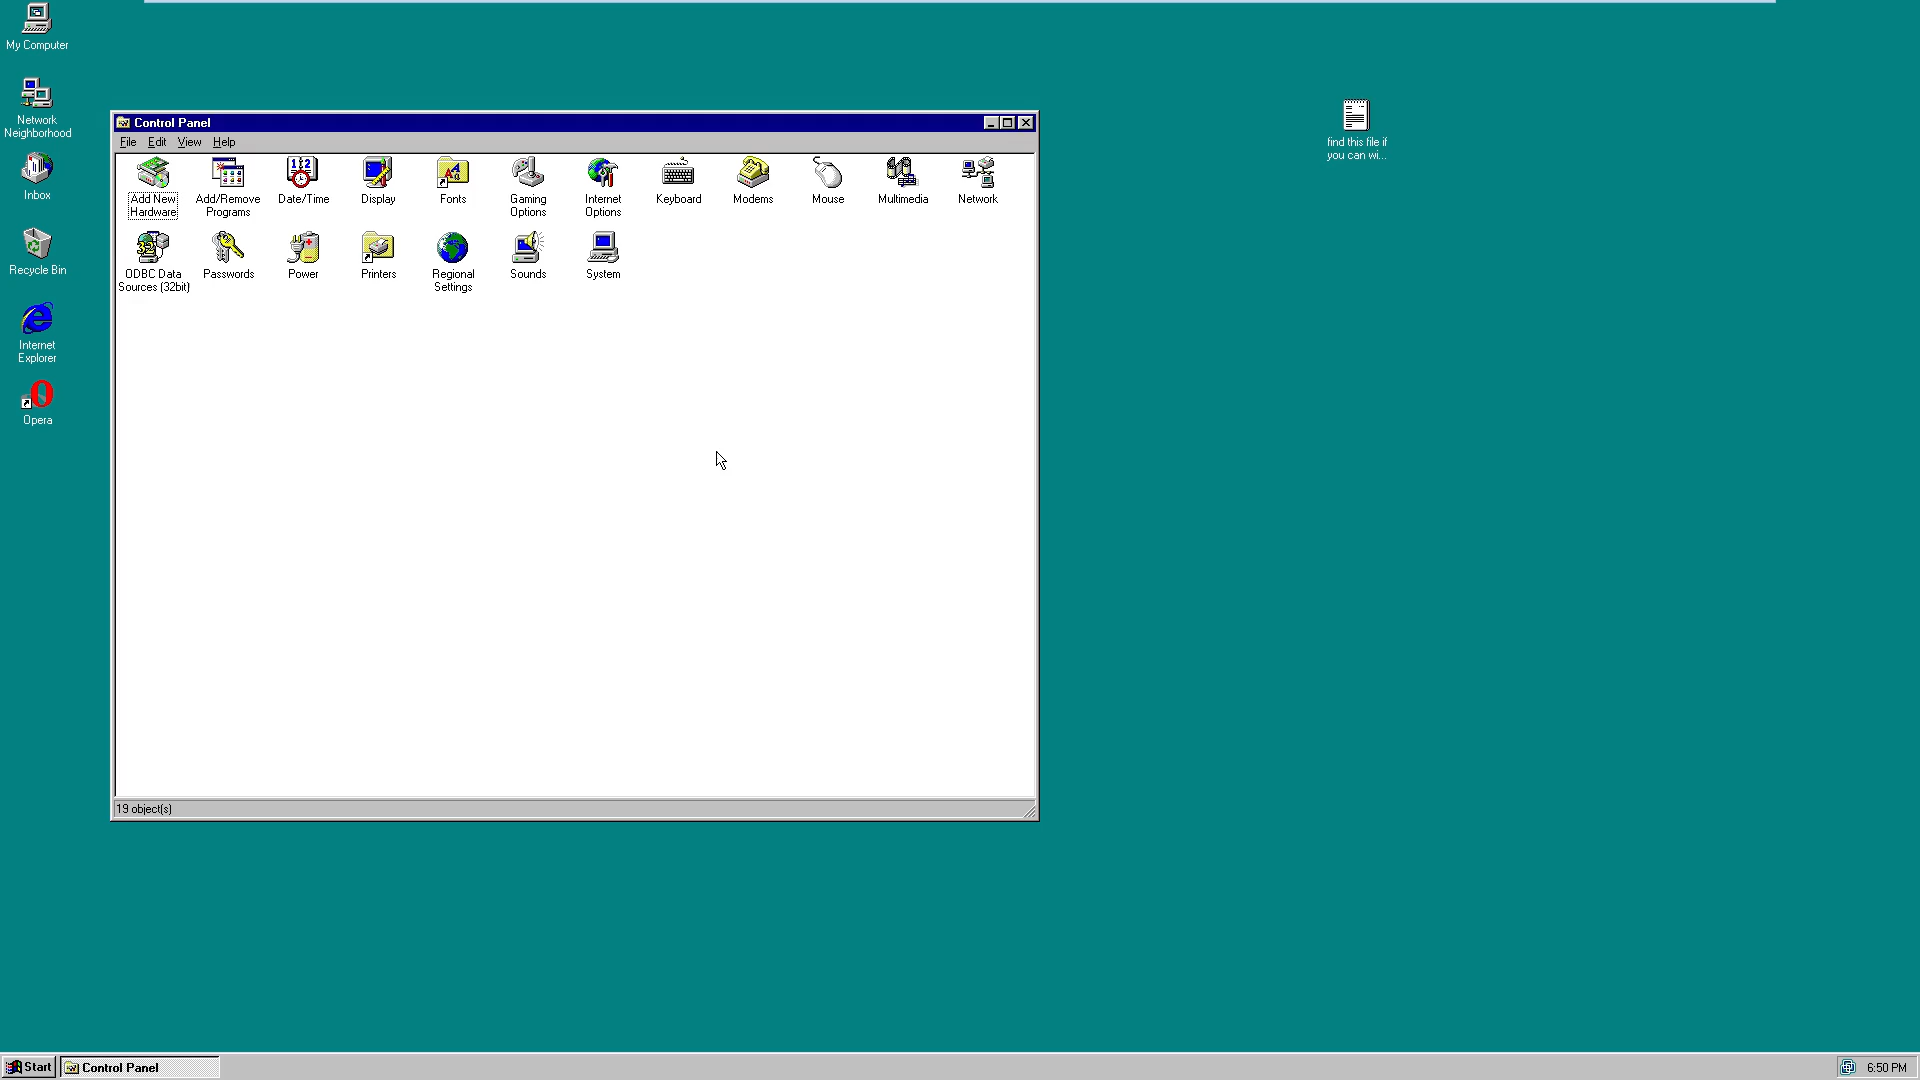 My Computer
Network
Neighborhood
Inbox
Recycle Bin
Internet
Explorer
Opera
Control Panel
File Edit View Help
Add New
Hardware
Add/Remove
Programs
Date/Time
Display
Fonts
Gaming
Options
Internet
Options
Keyboard
Modems
Mouse
Multimedia
Network
ODBC Data
Sources (32bit)
Passwords
Power
Printers
Regional
Settings
Sounds
System
19 object(s)
find this file if
you can wi...
Start
Control Panel
6:50 PM